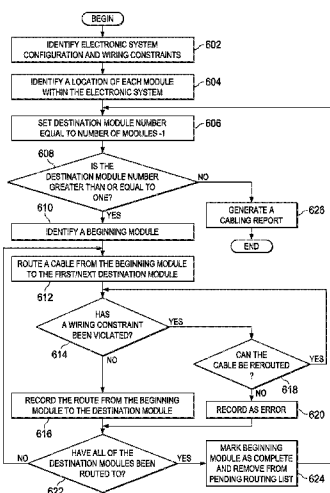 BEGIN
IDENTIFY ELECTRONIC
SYSTEM
CONFIGURATION AND WIRING
CONSTRAINTS
602
IDENTIFY A LOCATION OF EACH MODULE
WITHIN THE ELECTRONIC SYSTEM
604
SET DESTINATION MODULE NUMBER
EQUAL TO NUMBER OF MODULES -1
606
608
IS THE
DESTINATION MODULE NUMBER
GREATER THAN OR EQUAL TO
ONE?
NO
YES
610
IDENTIFY A BEGINNING MODULE
GENERATE A
CABLING REPORT
626
END
ROUTE A CABLE FROM THE BEGINNING MODULE
TO THE FIRST/NEXT DESTINATION MODULE
612
HAS
A WIRING CONSTRAINT
BEEN VIOLATED?
YES
614
NO
CAN THE
CABLE BE REROUTED
?
YES
618
NO
RECORD THE ROUTE FROM THE BEGINNING
MODULE TO THE DESTINATION MODULE
616
RECORD AS ERROR
620
HAVE ALL OF THE
DESTINATION MODULES BEEN
ROUTED TO?
NO
YES
622
MARK BEGINNING
MODULE AS COMPLETE
AND REMOVE FROM
PENDING ROUTING LIST
624